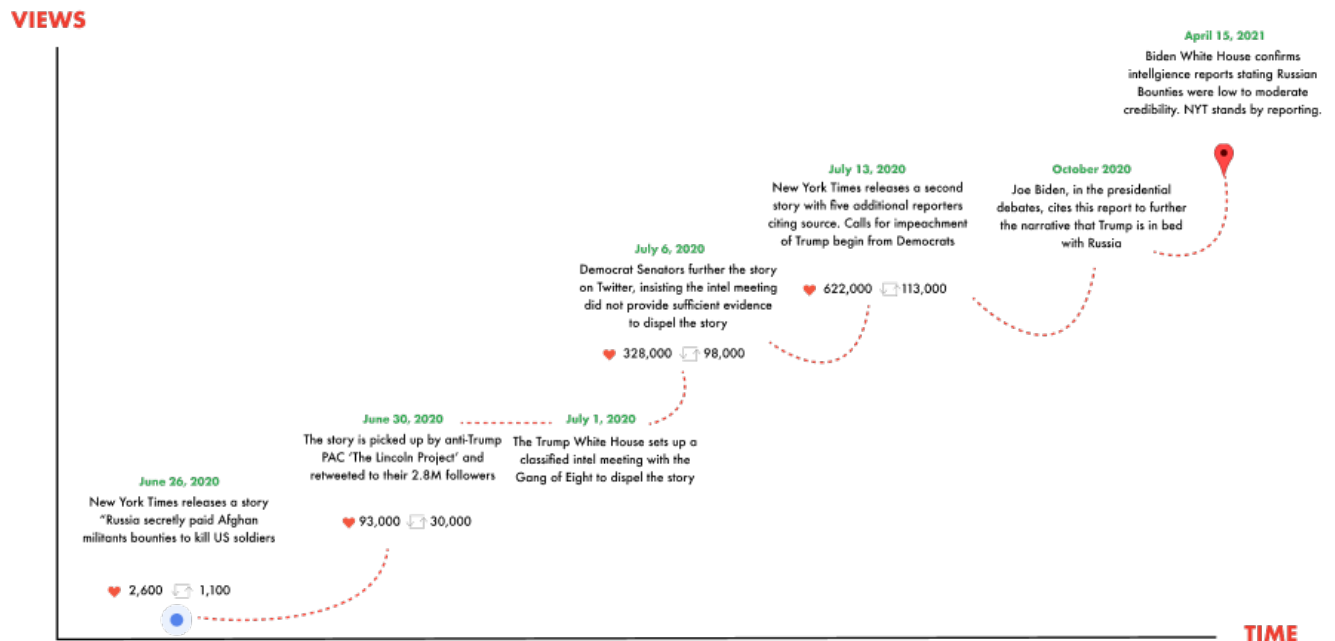 VIEWS
June 26, 2020
New York Times releases a story
“Russia secretly paid Afghan
militants bounties to kill US soldiers
2,600 1,100
June 30, 2020
The story is picked up by anti-Trump
PAC ‘The Lincoln Project’ and
retweeted to their 2.8M followers
93,000 30,000
July 1, 2020
The Trump White House sets up a
classified intel meeting with the
Gang of Eight to dispel the story
July 6, 2020
Democrat Senators further the story
on Twitter, insisting the intel meeting
did not provide sufficient evidence
to dispel the story
328,000 98,000
July 13, 2020
New York Times releases a second
story with five additional reporters
citing source. Calls for impeachment
of Trump begin from Democrats
622,000 113,000
October 2020
Joe Biden, in the presidential
debates, cites this report to further
the narrative that Trump is in bed
with Russia
April 15, 2021
Biden White House confirms
intellgience reports stating Russian
Bounties were low to moderate
credibility. NYT stands by reporting.
TIME